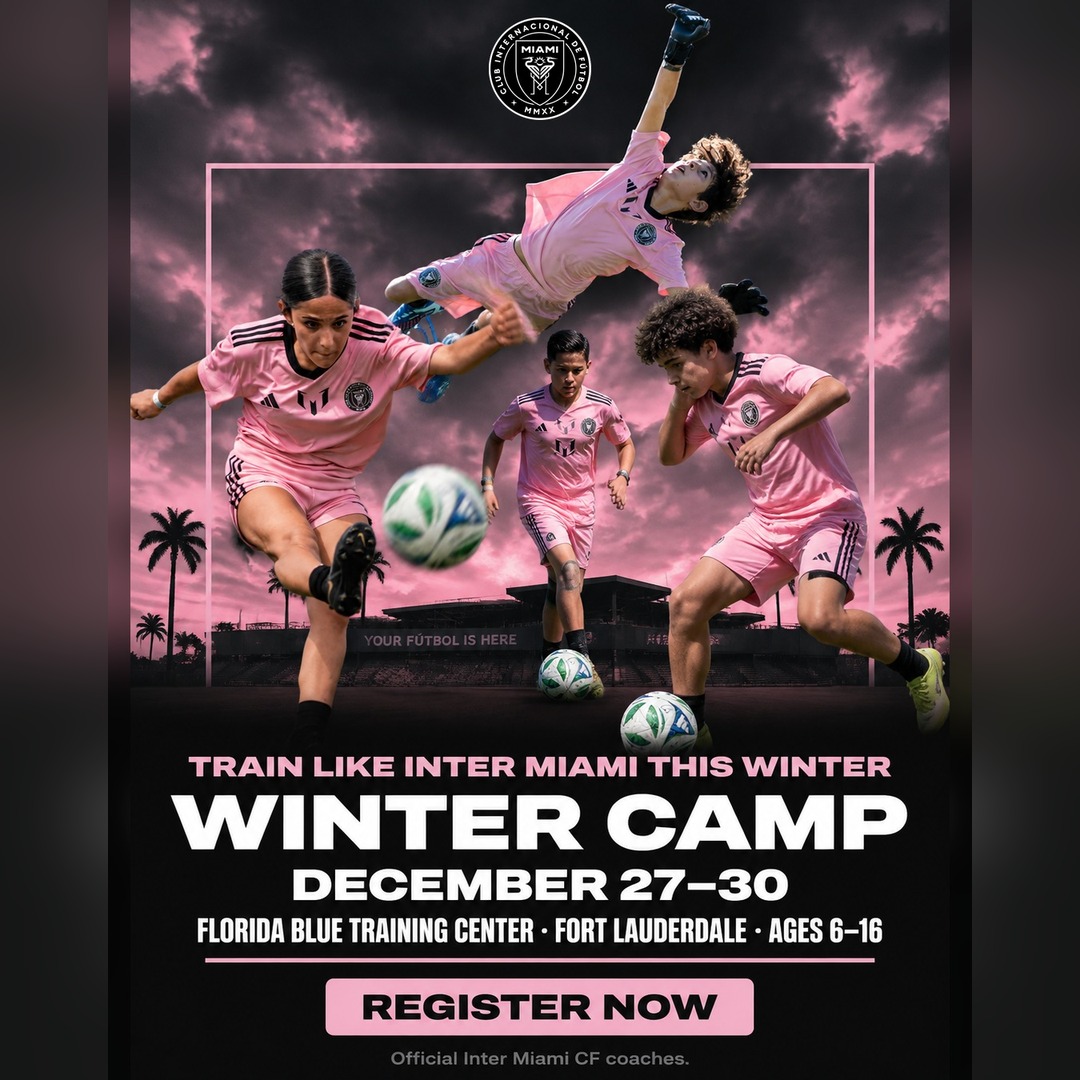 CLUB INTERNACIONAL DE FÚTBOL
MIAMI
MMXX
YOUR FÚTBOL IS HERE
TRAIN LIKE INTER MIAMI THIS WINTER
WINTER CAMP
DECEMBER 27–30
FLORIDA BLUE TRAINING CENTER · FORT LAUDERDALE · AGES 6–16
REGISTER NOW
Official Inter Miami CF coaches.